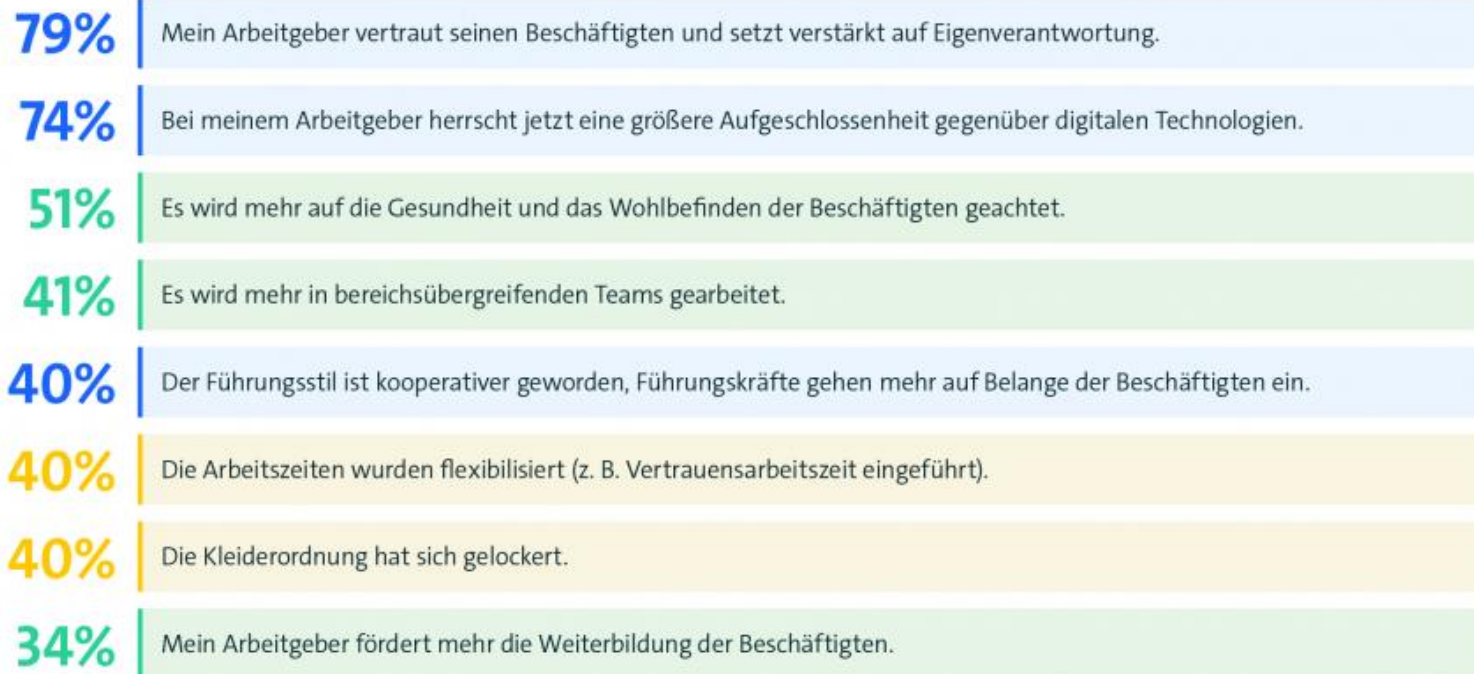 79% Mein Arbeitgeber vertraut seinen Beschäftigten und setzt verstärkt auf Eigenverantwortung.
74% Bei meinem Arbeitgeber herrscht jetzt eine größere Aufgeschlossenheit gegenüber digitalen Technologien.
51% Es wird mehr auf die Gesundheit und das Wohlbefinden der Beschäftigten geachtet.
41% Es wird mehr in bereichsübergreifenden Teams gearbeitet.
40% Der Führungsstil ist kooperativer geworden, Führungskräfte gehen mehr auf Belange der Beschäftigten ein.
40% Die Arbeitszeiten wurden flexibilisiert (z. B. Vertrauensarbeitszeit eingeführt).
40% Die Kleiderordnung hat sich gelockert.
34% Mein Arbeitgeber fördert mehr die Weiterbildung der Beschäftigten.